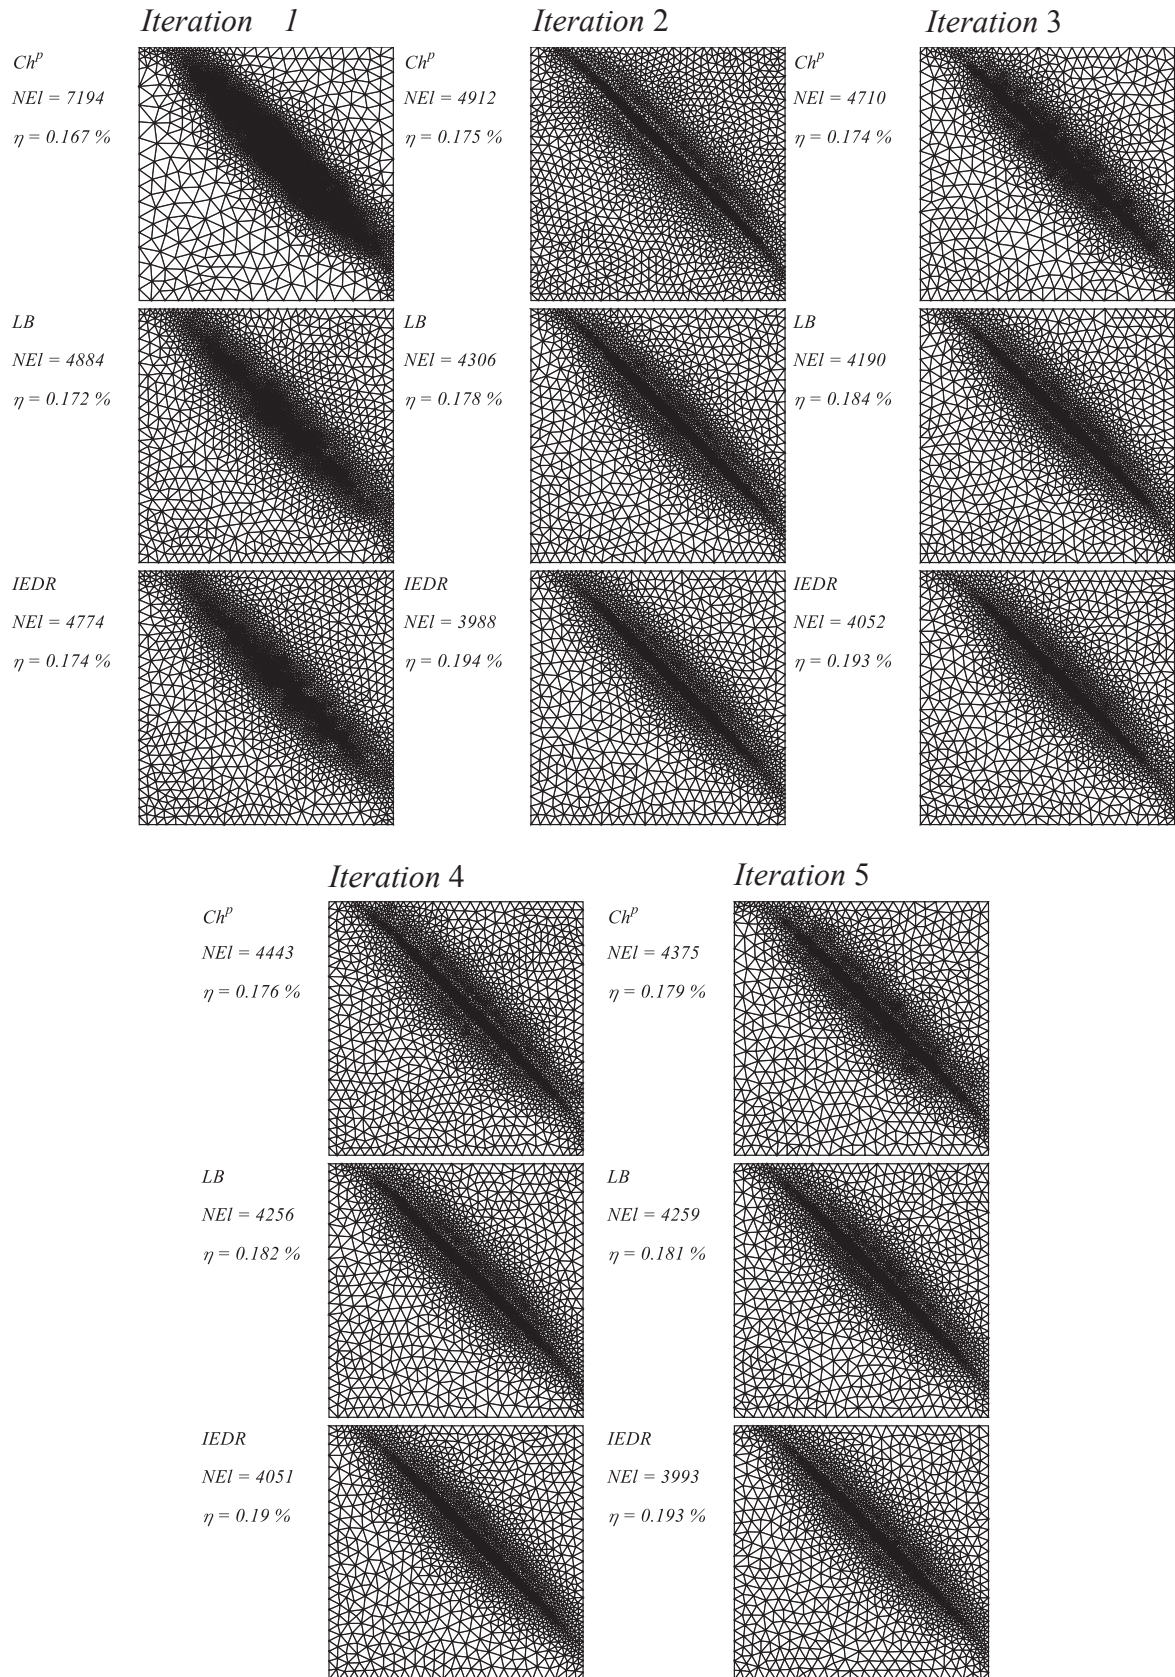 Iteration 1
Ch^p
NEl = 7194
η = 0.167 %
LB
NEl = 4884
η = 0.172 %
IEDR
NEl = 4774
η = 0.174 %
Iteration 2
Ch^p
NEl = 4912
η = 0.175 %
LB
NEl = 4306
η = 0.178 %
IEDR
NEl = 3988
η = 0.194 %
Iteration 3
Ch^p
NEl = 4710
η = 0.174 %
LB
NEl = 4190
η = 0.184 %
IEDR
NEl = 4052
η = 0.193 %
Iteration 4
Ch^p
NEl = 4443
η = 0.176 %
LB
NEl = 4256
η = 0.182 %
IEDR
NEl = 4051
η = 0.19 %
Iteration 5
Ch^p
NEl = 4375
η = 0.179 %
LB
NEl = 4259
η = 0.181 %
IEDR
NEl = 3993
η = 0.193 %